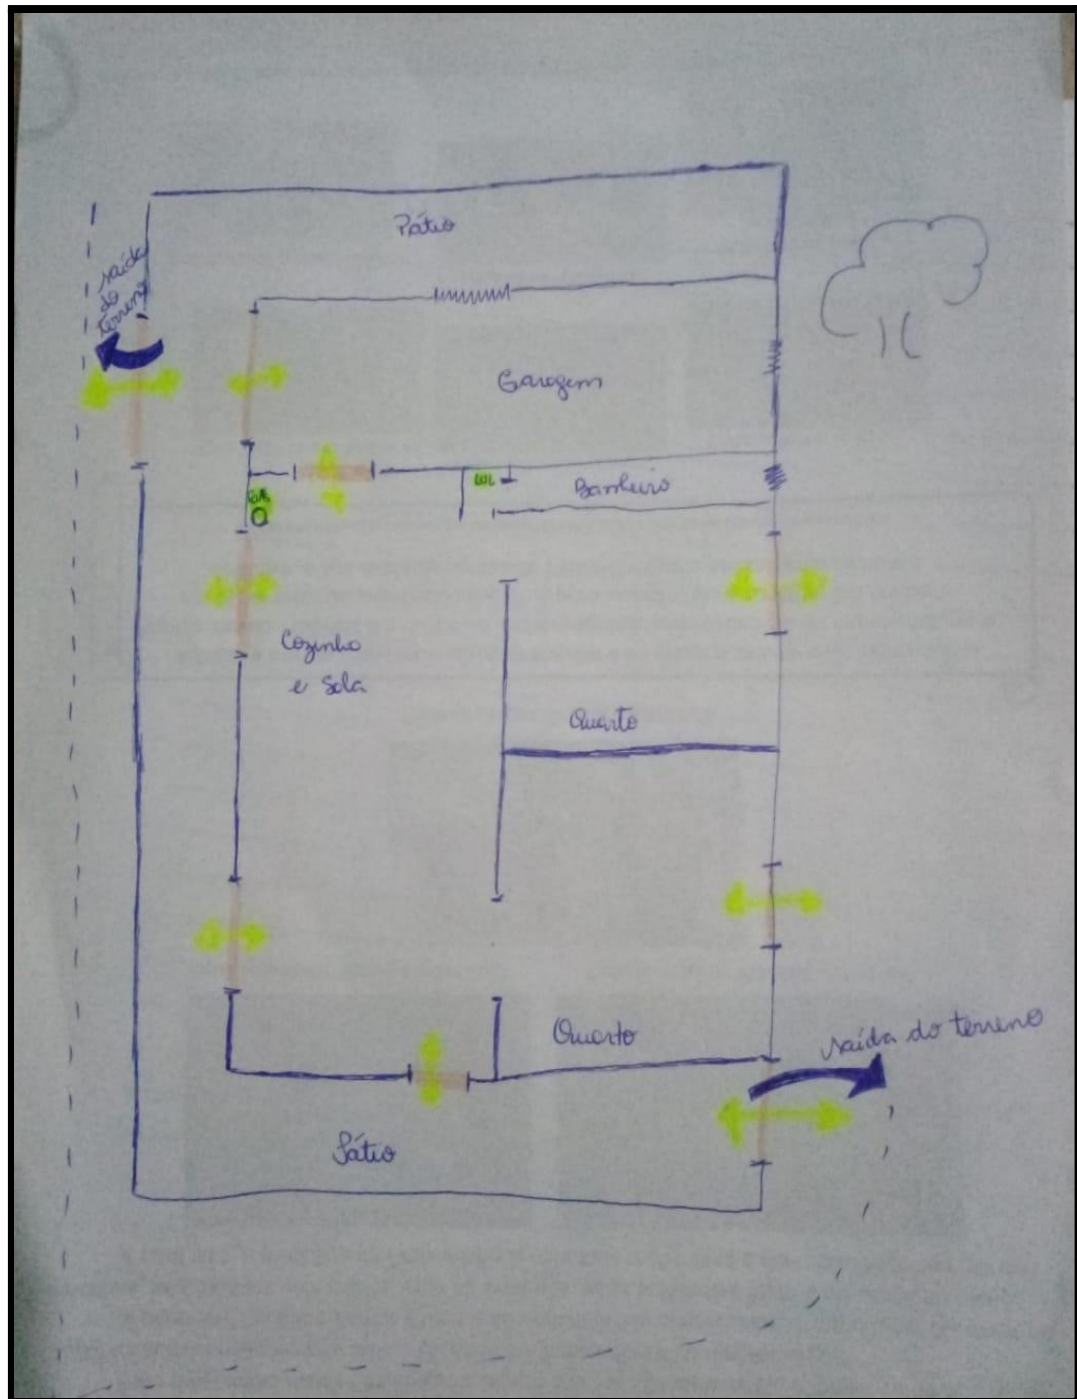 Pátio
saída
do
terreno
Garagem
Banheiro
Cozinha
e Sala
Quarto
Quarto
saída do terreno
Pátio